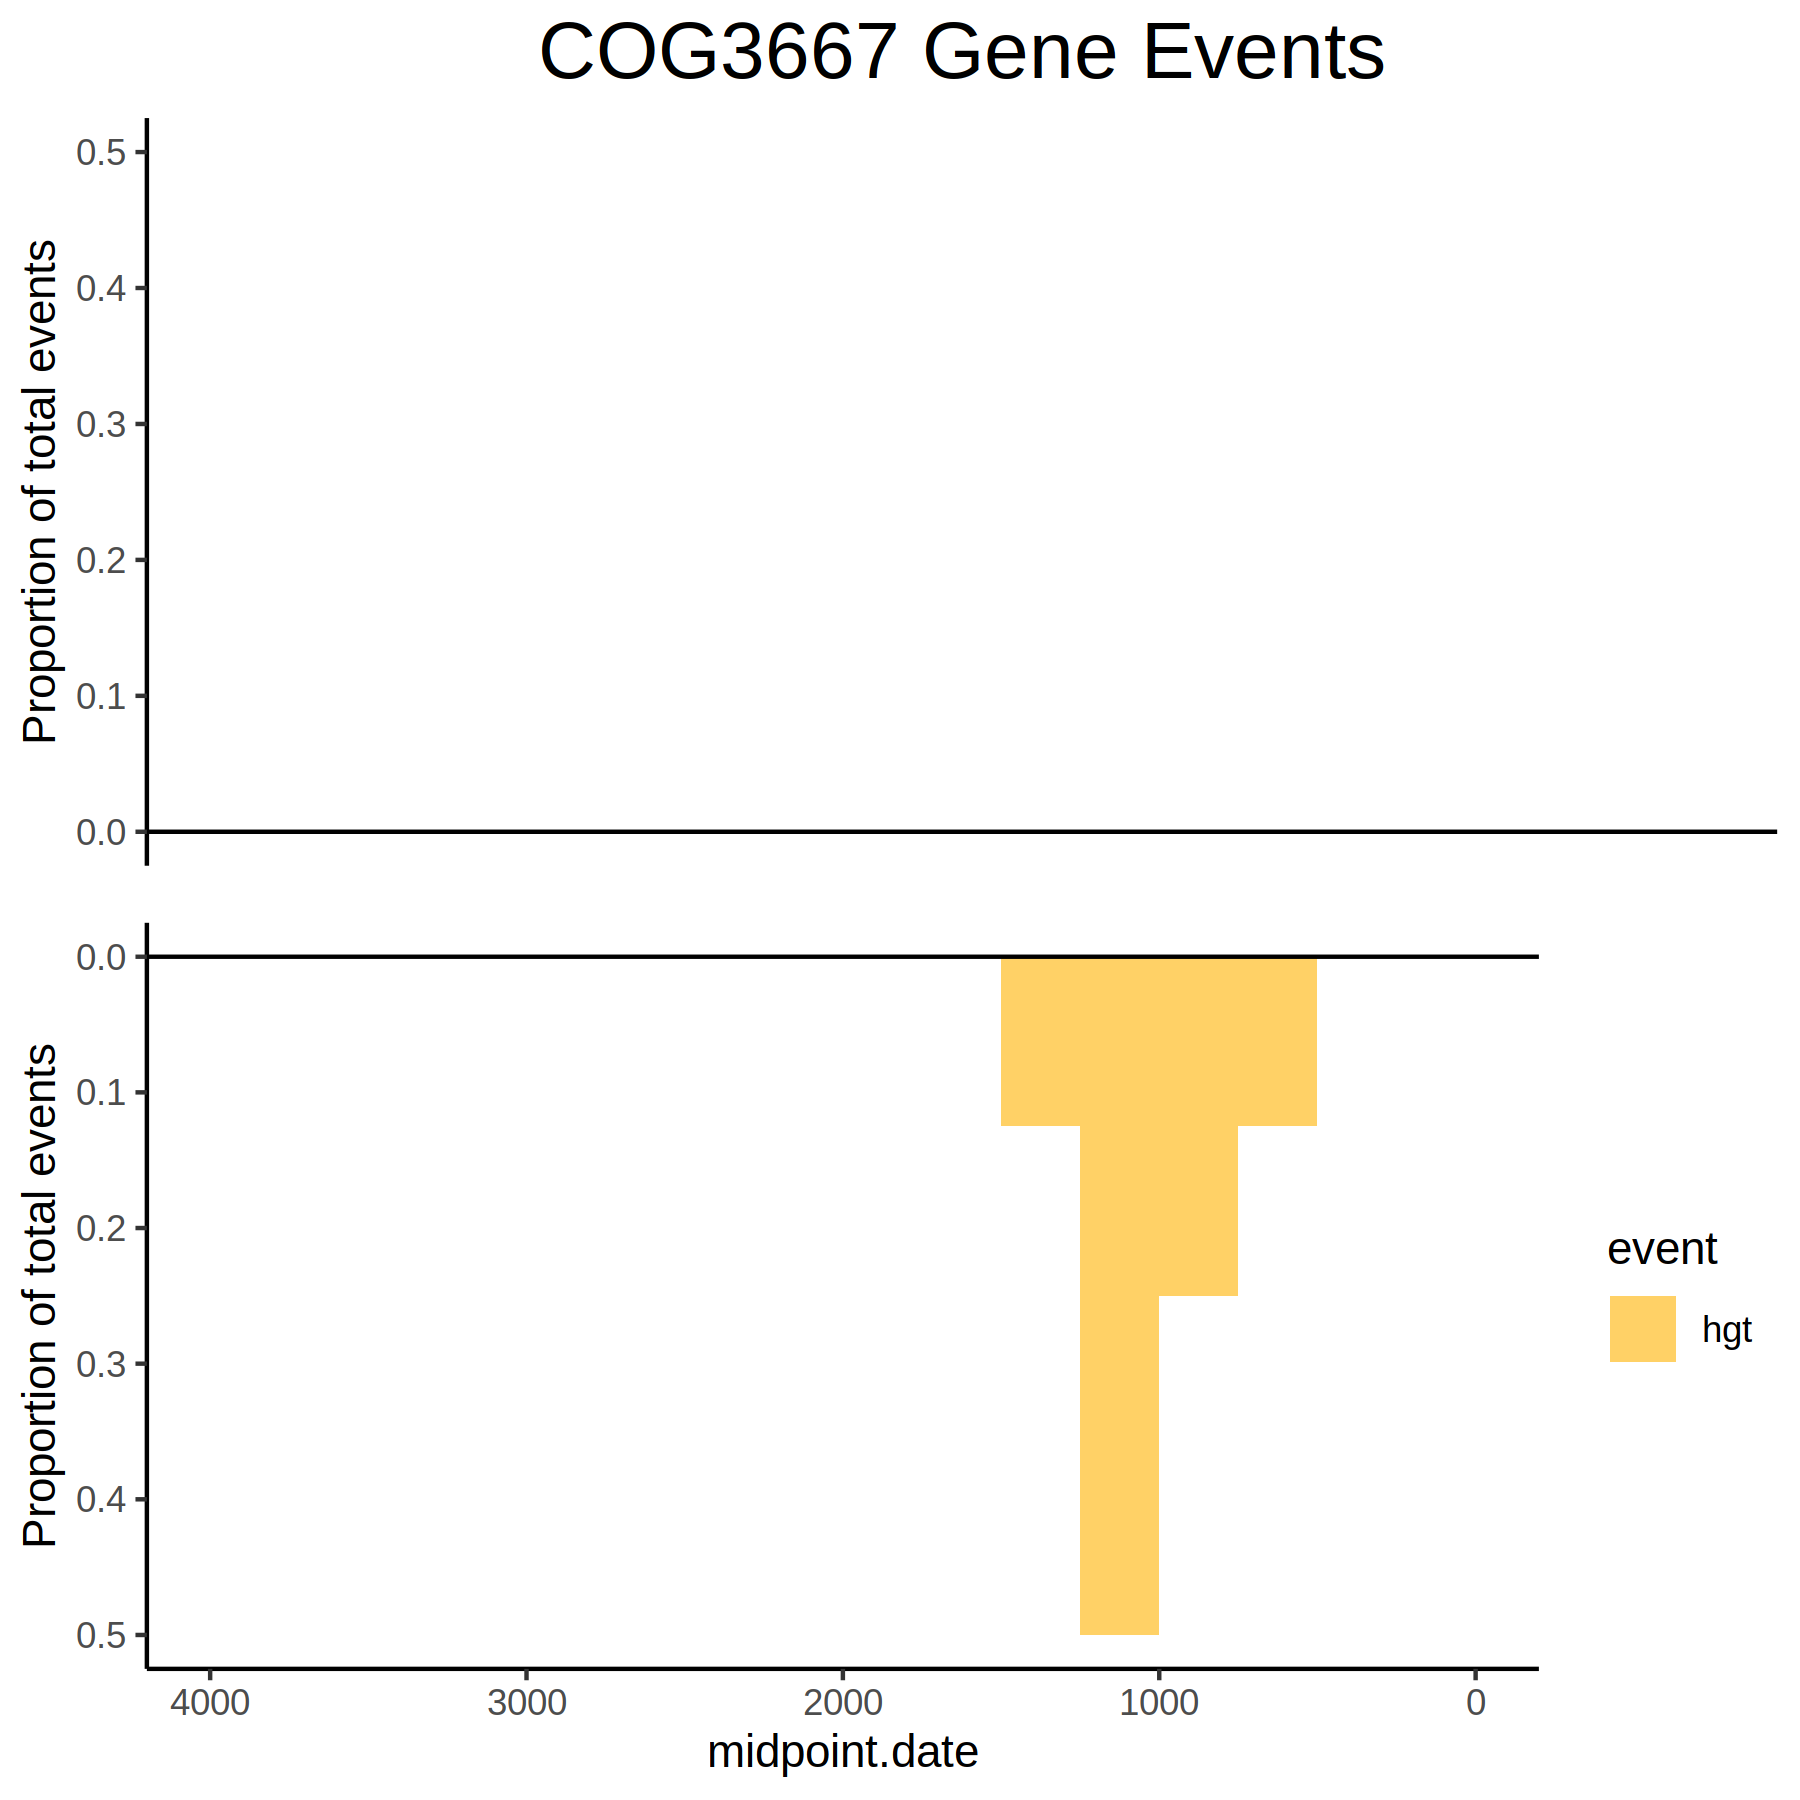 COG3667 Gene Events
Proportion of total events
0.5
0.4
0.3
0.2
0.1
0.0
Proportion of total events
0.0
0.1
0.2
0.3
0.4
0.5
4000 3000 2000 1000 0
midpoint.date
event
hgt